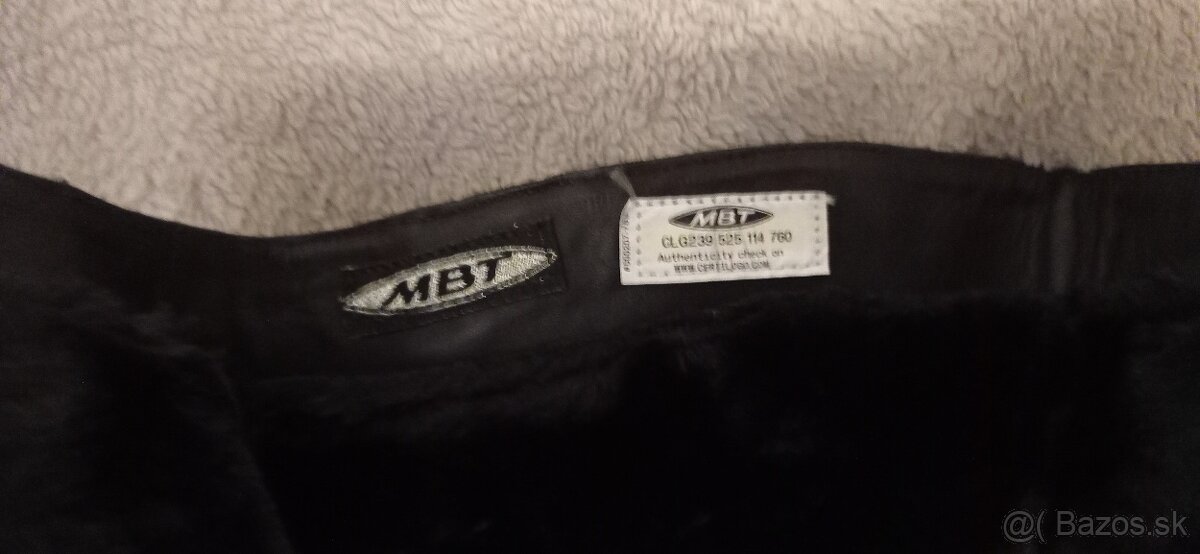 MBT
MBT
CLG239 525 114 760
Authenticity check on
WWW.CERTILOGO.COM
@( Bazos.sk